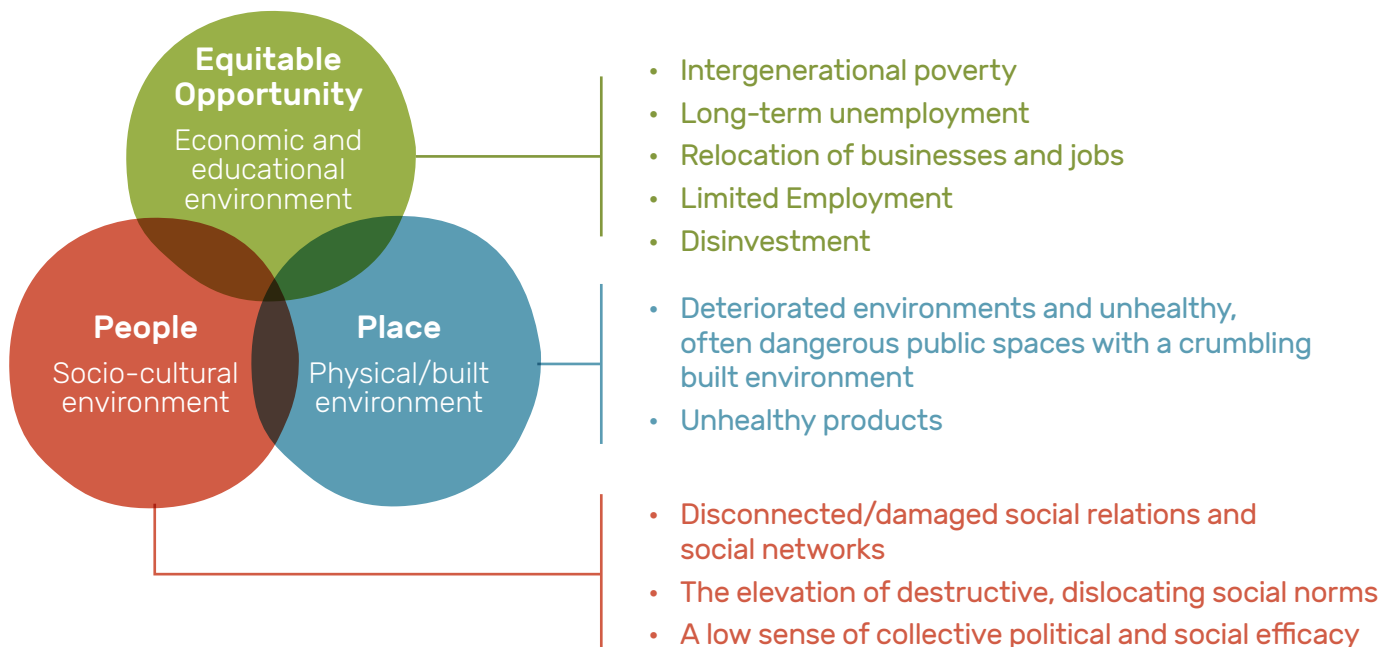 Equitable
Opportunity
Economic and
educational
environment
People
Socio-cultural
environment
Place
Physical/built
environment
• Intergenerational poverty
• Long-term unemployment
• Relocation of businesses and jobs
• Limited Employment
• Disinvestment
• Deteriorated environments and unhealthy,
often dangerous public spaces with a crumbling
built environment
• Unhealthy products
• Disconnected/damaged social relations and
social networks
• The elevation of destructive, dislocating social norms
• A low sense of collective political and social efficacy